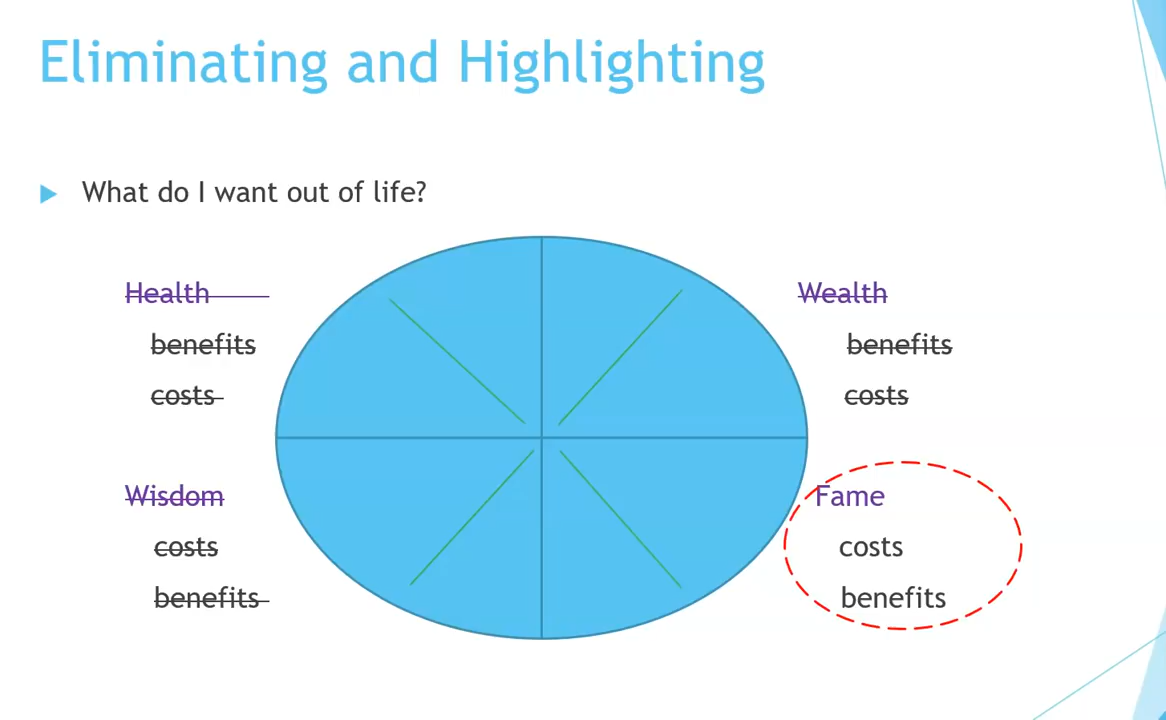 Eliminating and Highlighting
What do I want out of life?
Health
benefits
costs
Wealth
benefits
costs
Wisdom
costs
benefits
Fame
costs
benefits